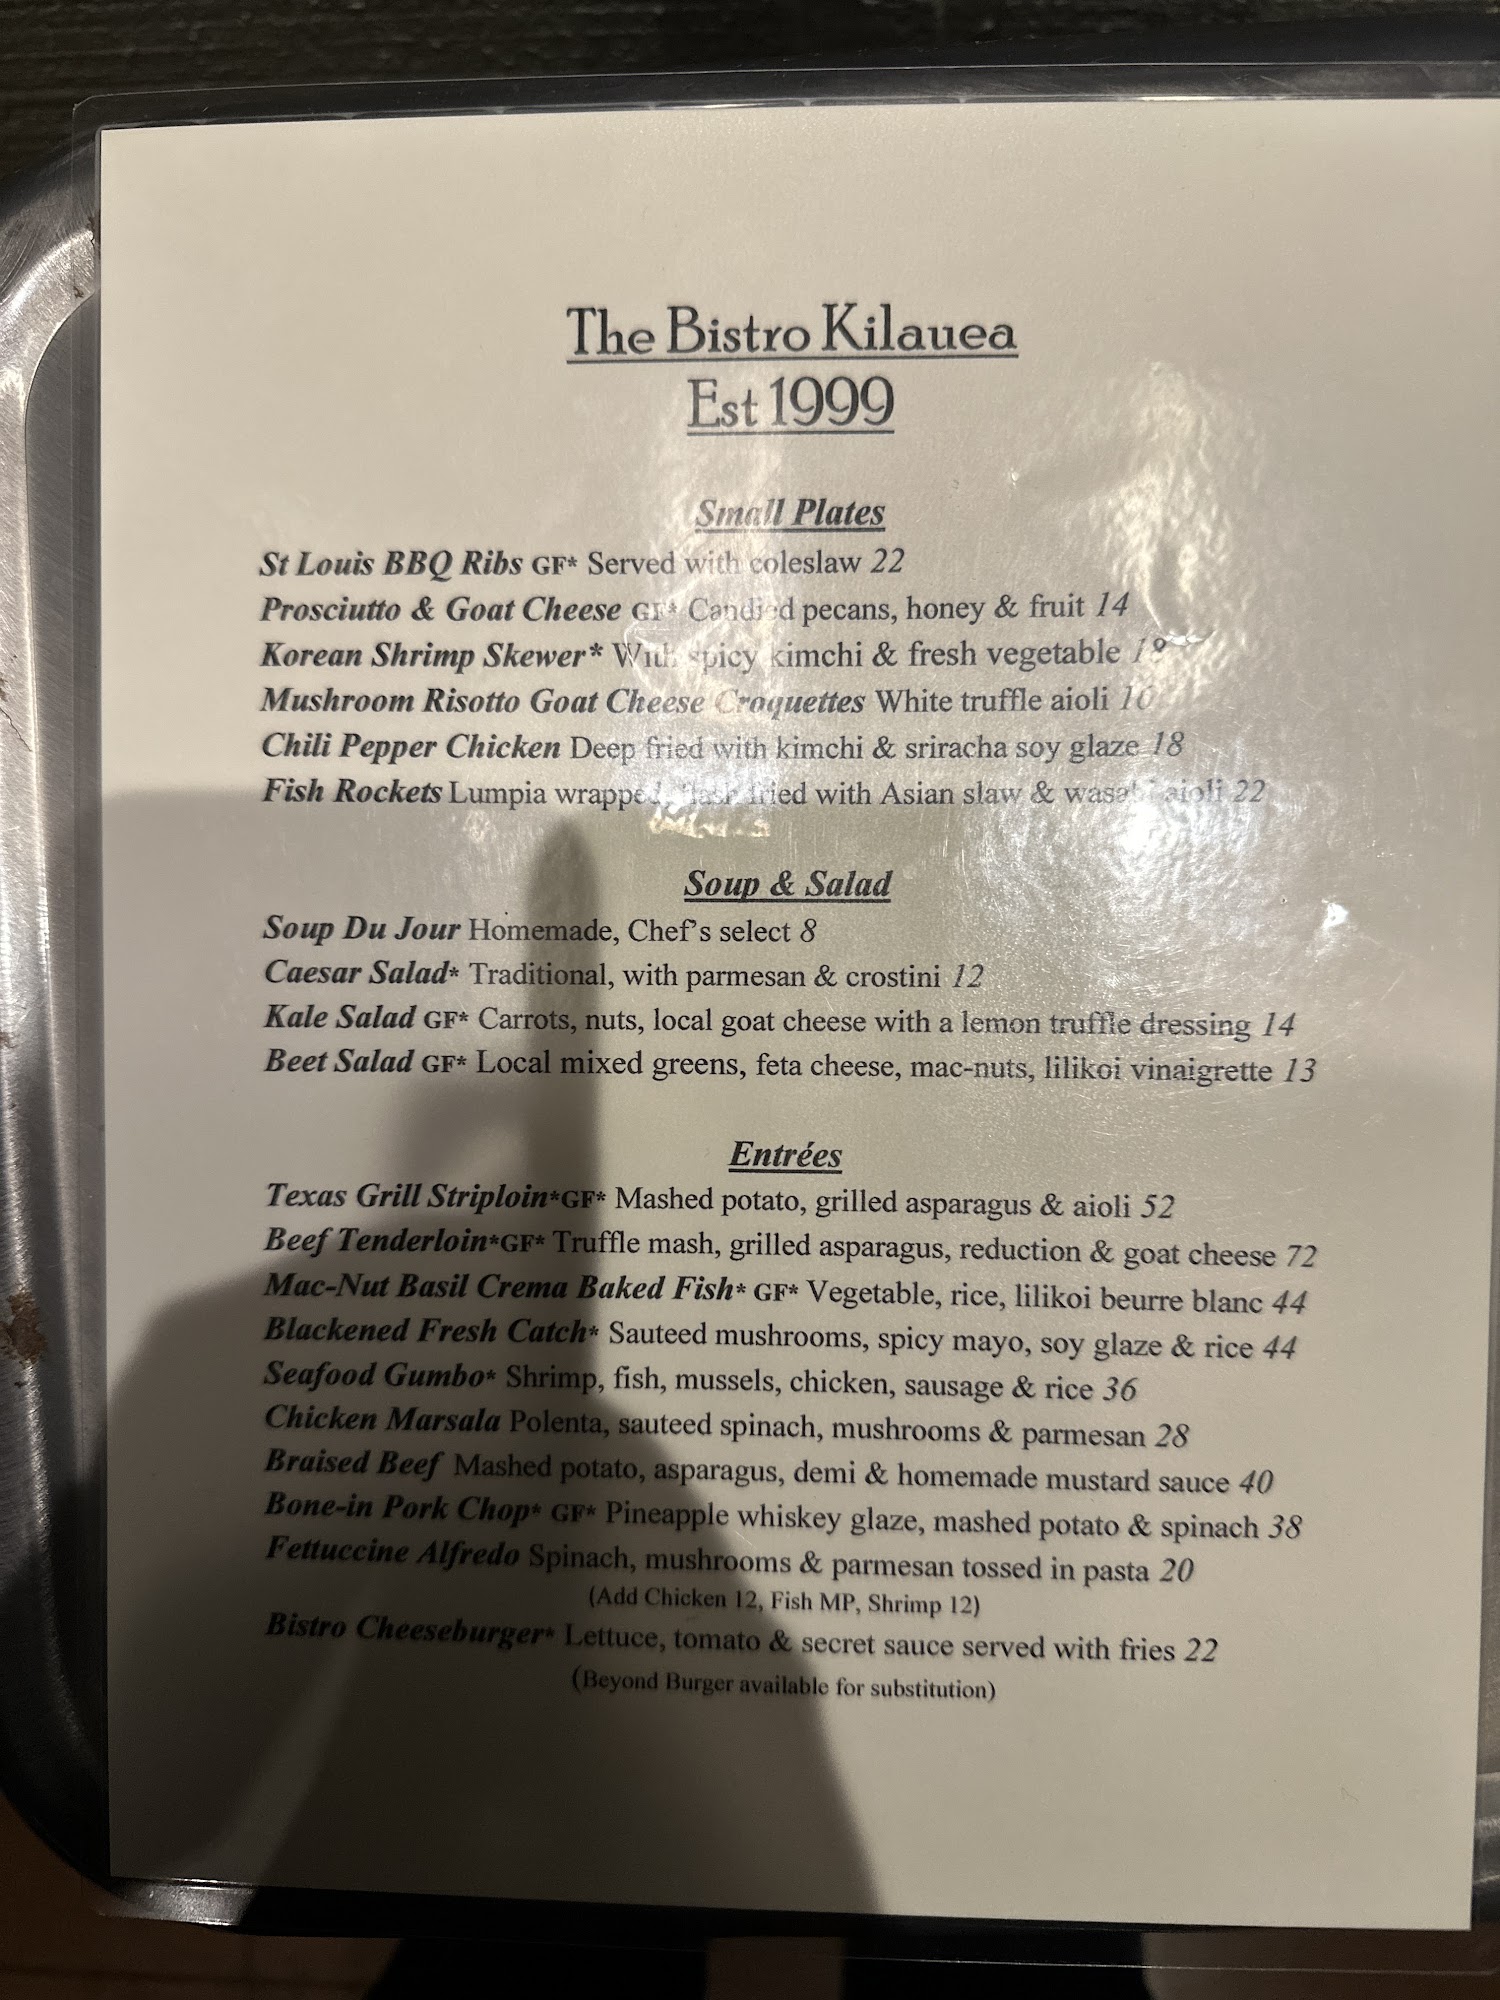 The Bistro Kilauea
Est 1999
Small Plates
St Louis BBQ Ribs GF* Served with coleslaw 22
Prosciutto & Goat Cheese GF* Candied pecans, honey & fruit 14
Korean Shrimp Skewer* With spicy kimchi & fresh vegetable
Mushroom Risotto Goat Cheese Croquettes White truffle aioli 16
Chili Pepper Chicken Deep fried with kimchi & sriracha soy glaze 18
Fish Rockets Lumpia wrapped, flash fried with Asian slaw & wasabi aioli 22
Soup & Salad
Soup Du Jour Homemade, Chef's select 8
Caesar Salad* Traditional, with parmesan & crostini 12
Kale Salad GF* Carrots, nuts, local goat cheese with a lemon truffle dressing 14
Beet Salad GF* Local mixed greens, feta cheese, mac-nuts, lilikoi vinaigrette 13
Entrées
Texas Grill Striploin*GF* Mashed potato, grilled asparagus & aioli 52
Beef Tenderloin*GF* Truffle mash, grilled asparagus, reduction & goat cheese 72
Mac-Nut Basil Crema Baked Fish* GF* Vegetable, rice, lilikoi beurre blanc 44
Blackened Fresh Catch* Sauteed mushrooms, spicy mayo, soy glaze & rice 44
Seafood Gumbo* Shrimp, fish, mussels, chicken, sausage & rice 36
Chicken Marsala Polenta, sauteed spinach, mushrooms & parmesan 28
Braised Beef Mashed potato, asparagus, demi & homemade mustard sauce 40
Bone-in Pork Chop* GF* Pineapple whiskey glaze, mashed potato & spinach 38
Fettuccine Alfredo Spinach, mushrooms & parmesan tossed in pasta 20
(Add Chicken 12, Fish MP, Shrimp 12)
Bistro Cheeseburger* Lettuce, tomato & secret sauce served with fries 22
(Beyond Burger available for substitution)